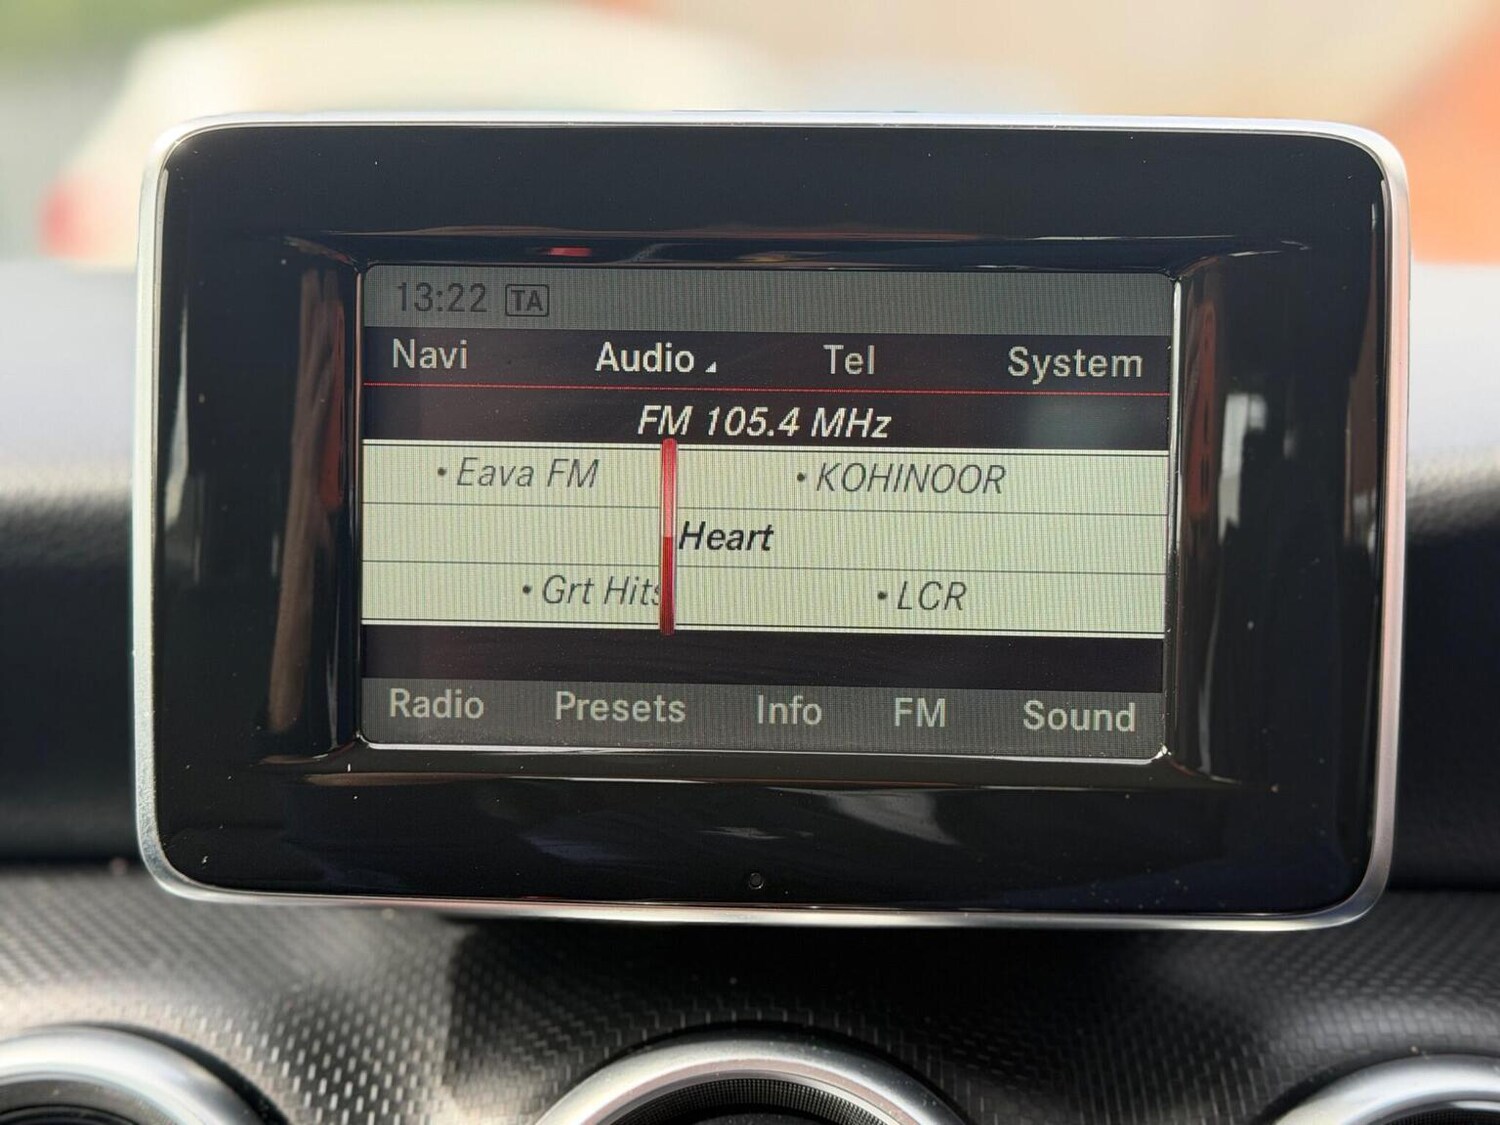 13:22 TA
Navi Audio Tel System
FM 105.4 MHz
• Eava FM • KOHINOOR
Heart
• Grt Hits • LCR
Radio Presets Info FM Sound